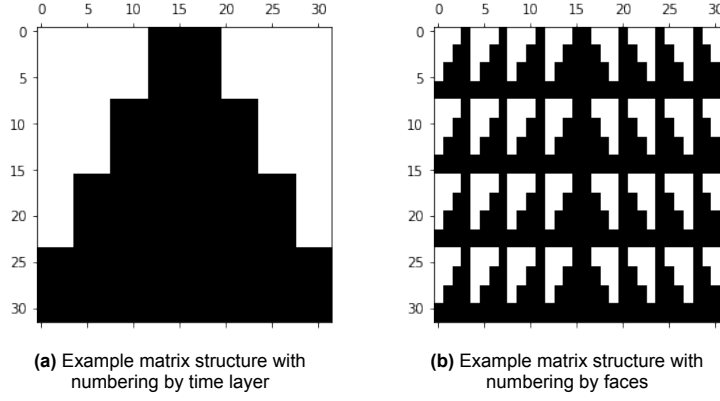 0 5 10 15 20 25 30
0
5
10
15
20
25
30
0 5 10 15 20 25 30
0
5
10
15
20
25
30
(a) Example matrix structure with
numbering by time layer
(b) Example matrix structure with
numbering by faces